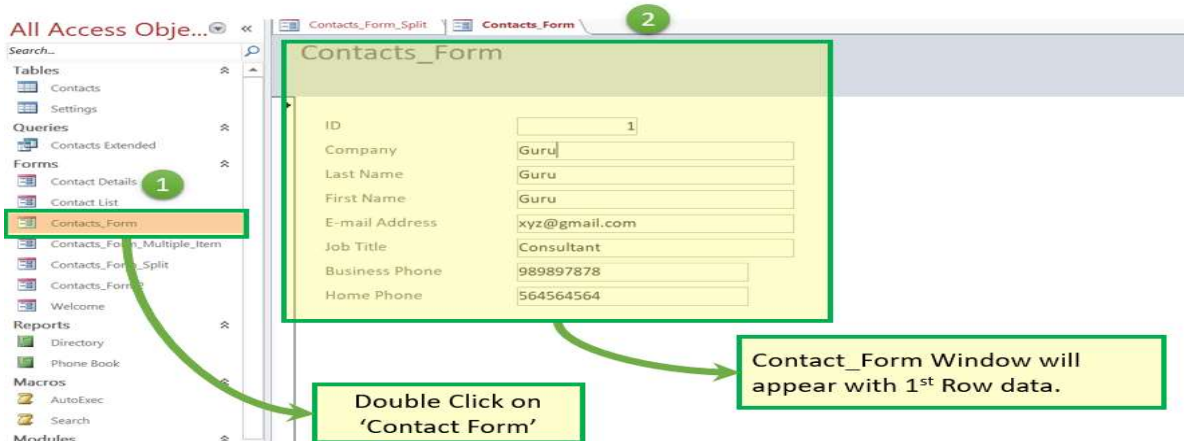 All Access Obje...
Search...
Tables
Contacts
Settings
Queries
Contacts Extended
Forms
Contact Details
1
Contact List
Contacts_Form
Contacts_Form_Multiple_Item
Contacts_Form_Split
Contacts_Form2
Welcome
Reports
Directory
Phone Book
Macros
AutoExec
Search
Modules
Contacts_Form_Split
Contacts_Form
2
Contacts_Form
ID 1
Company Guru
Last Name Guru
First Name Guru
E-mail Address xyz@gmail.com
Job Title Consultant
Business Phone 989897878
Home Phone 564564564
Double Click on
‘Contact Form’
Contact_Form Window will
appear with 1st Row data.